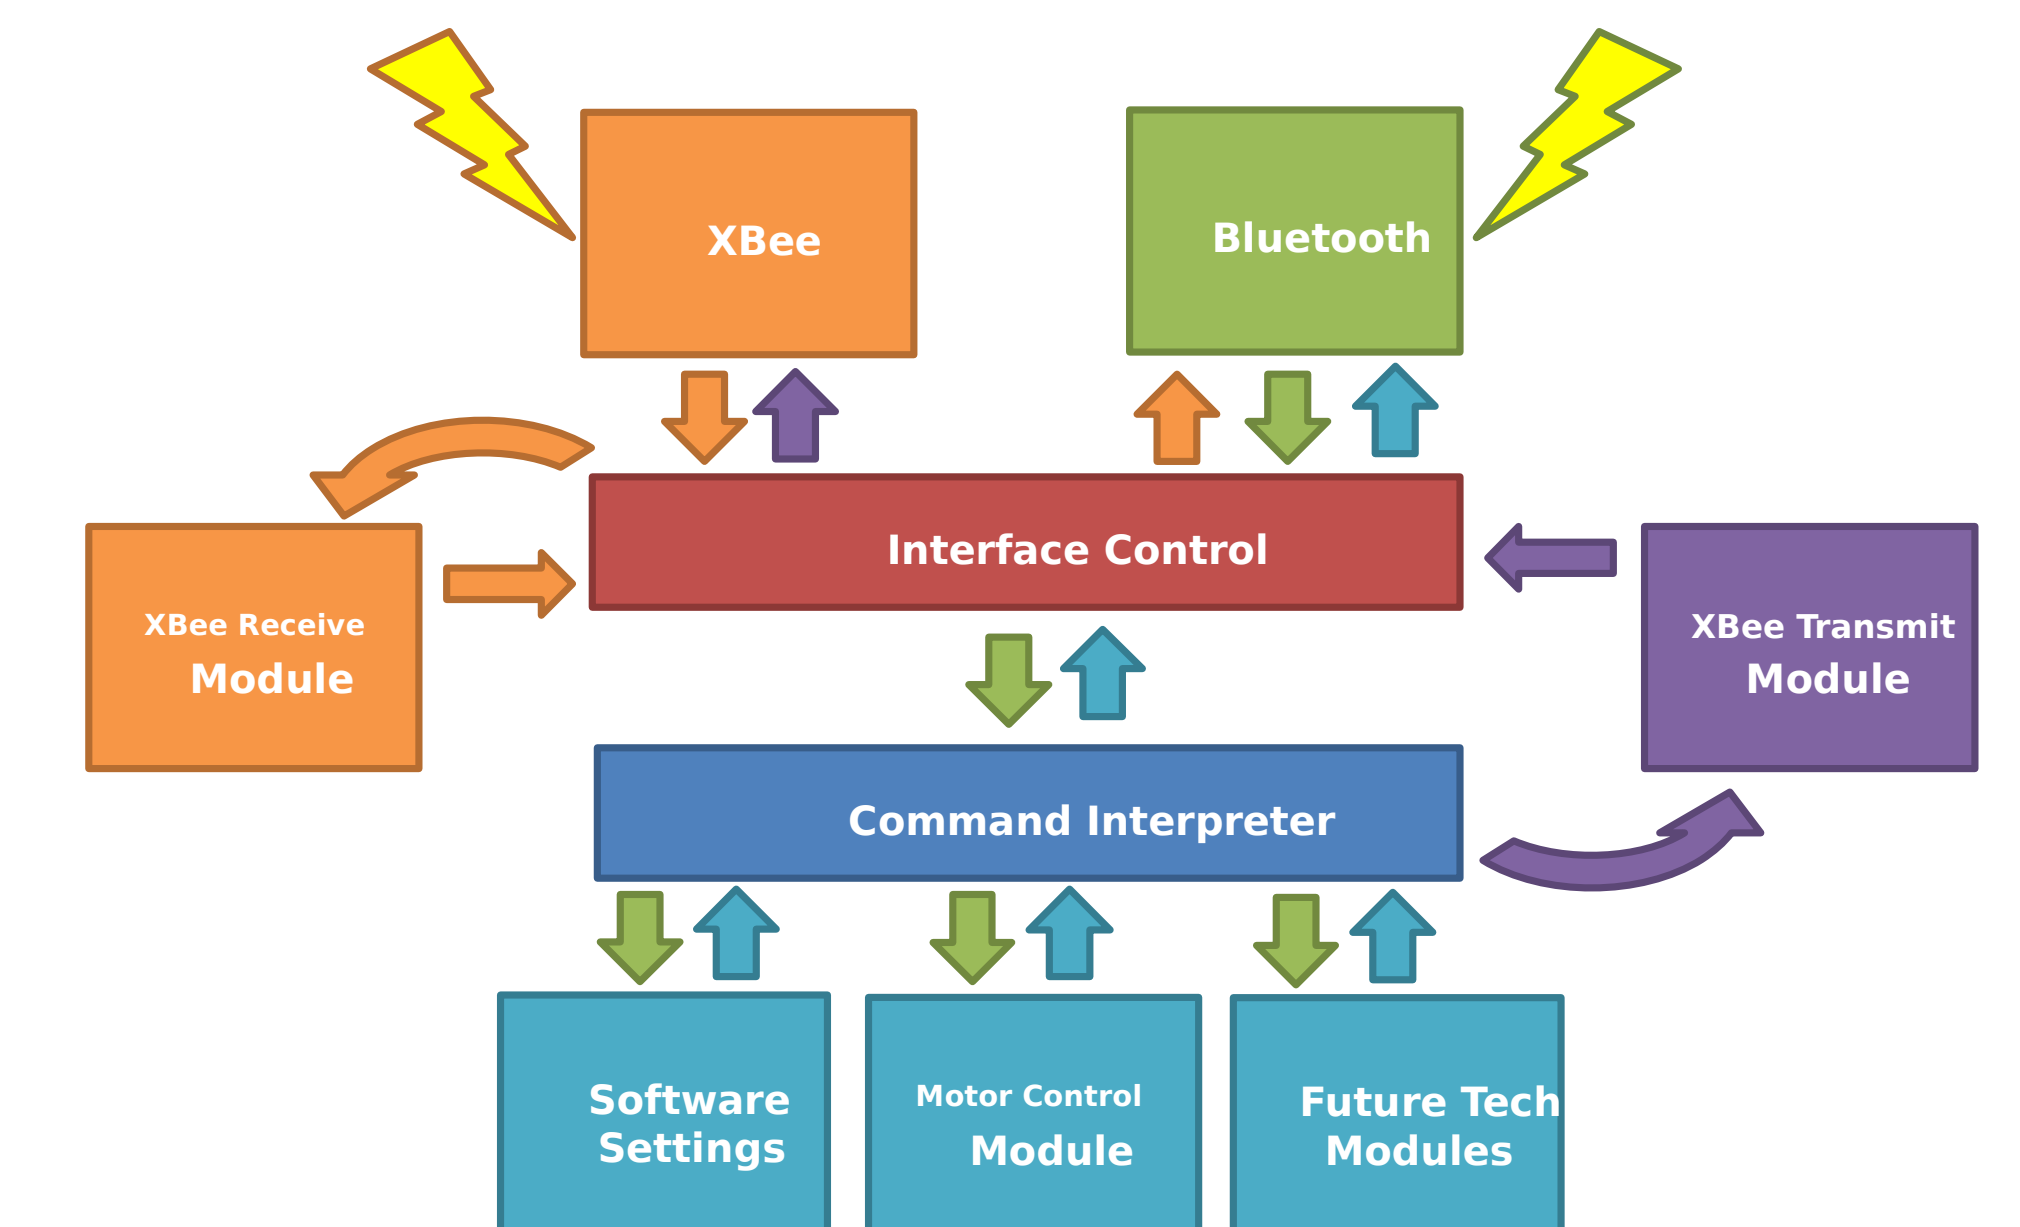 XBee
Bluetooth
Interface Control
XBee Receive
Module
XBee Transmit
Module
Command Interpreter
Software
Settings
Motor Control
Module
Future Tech
Modules